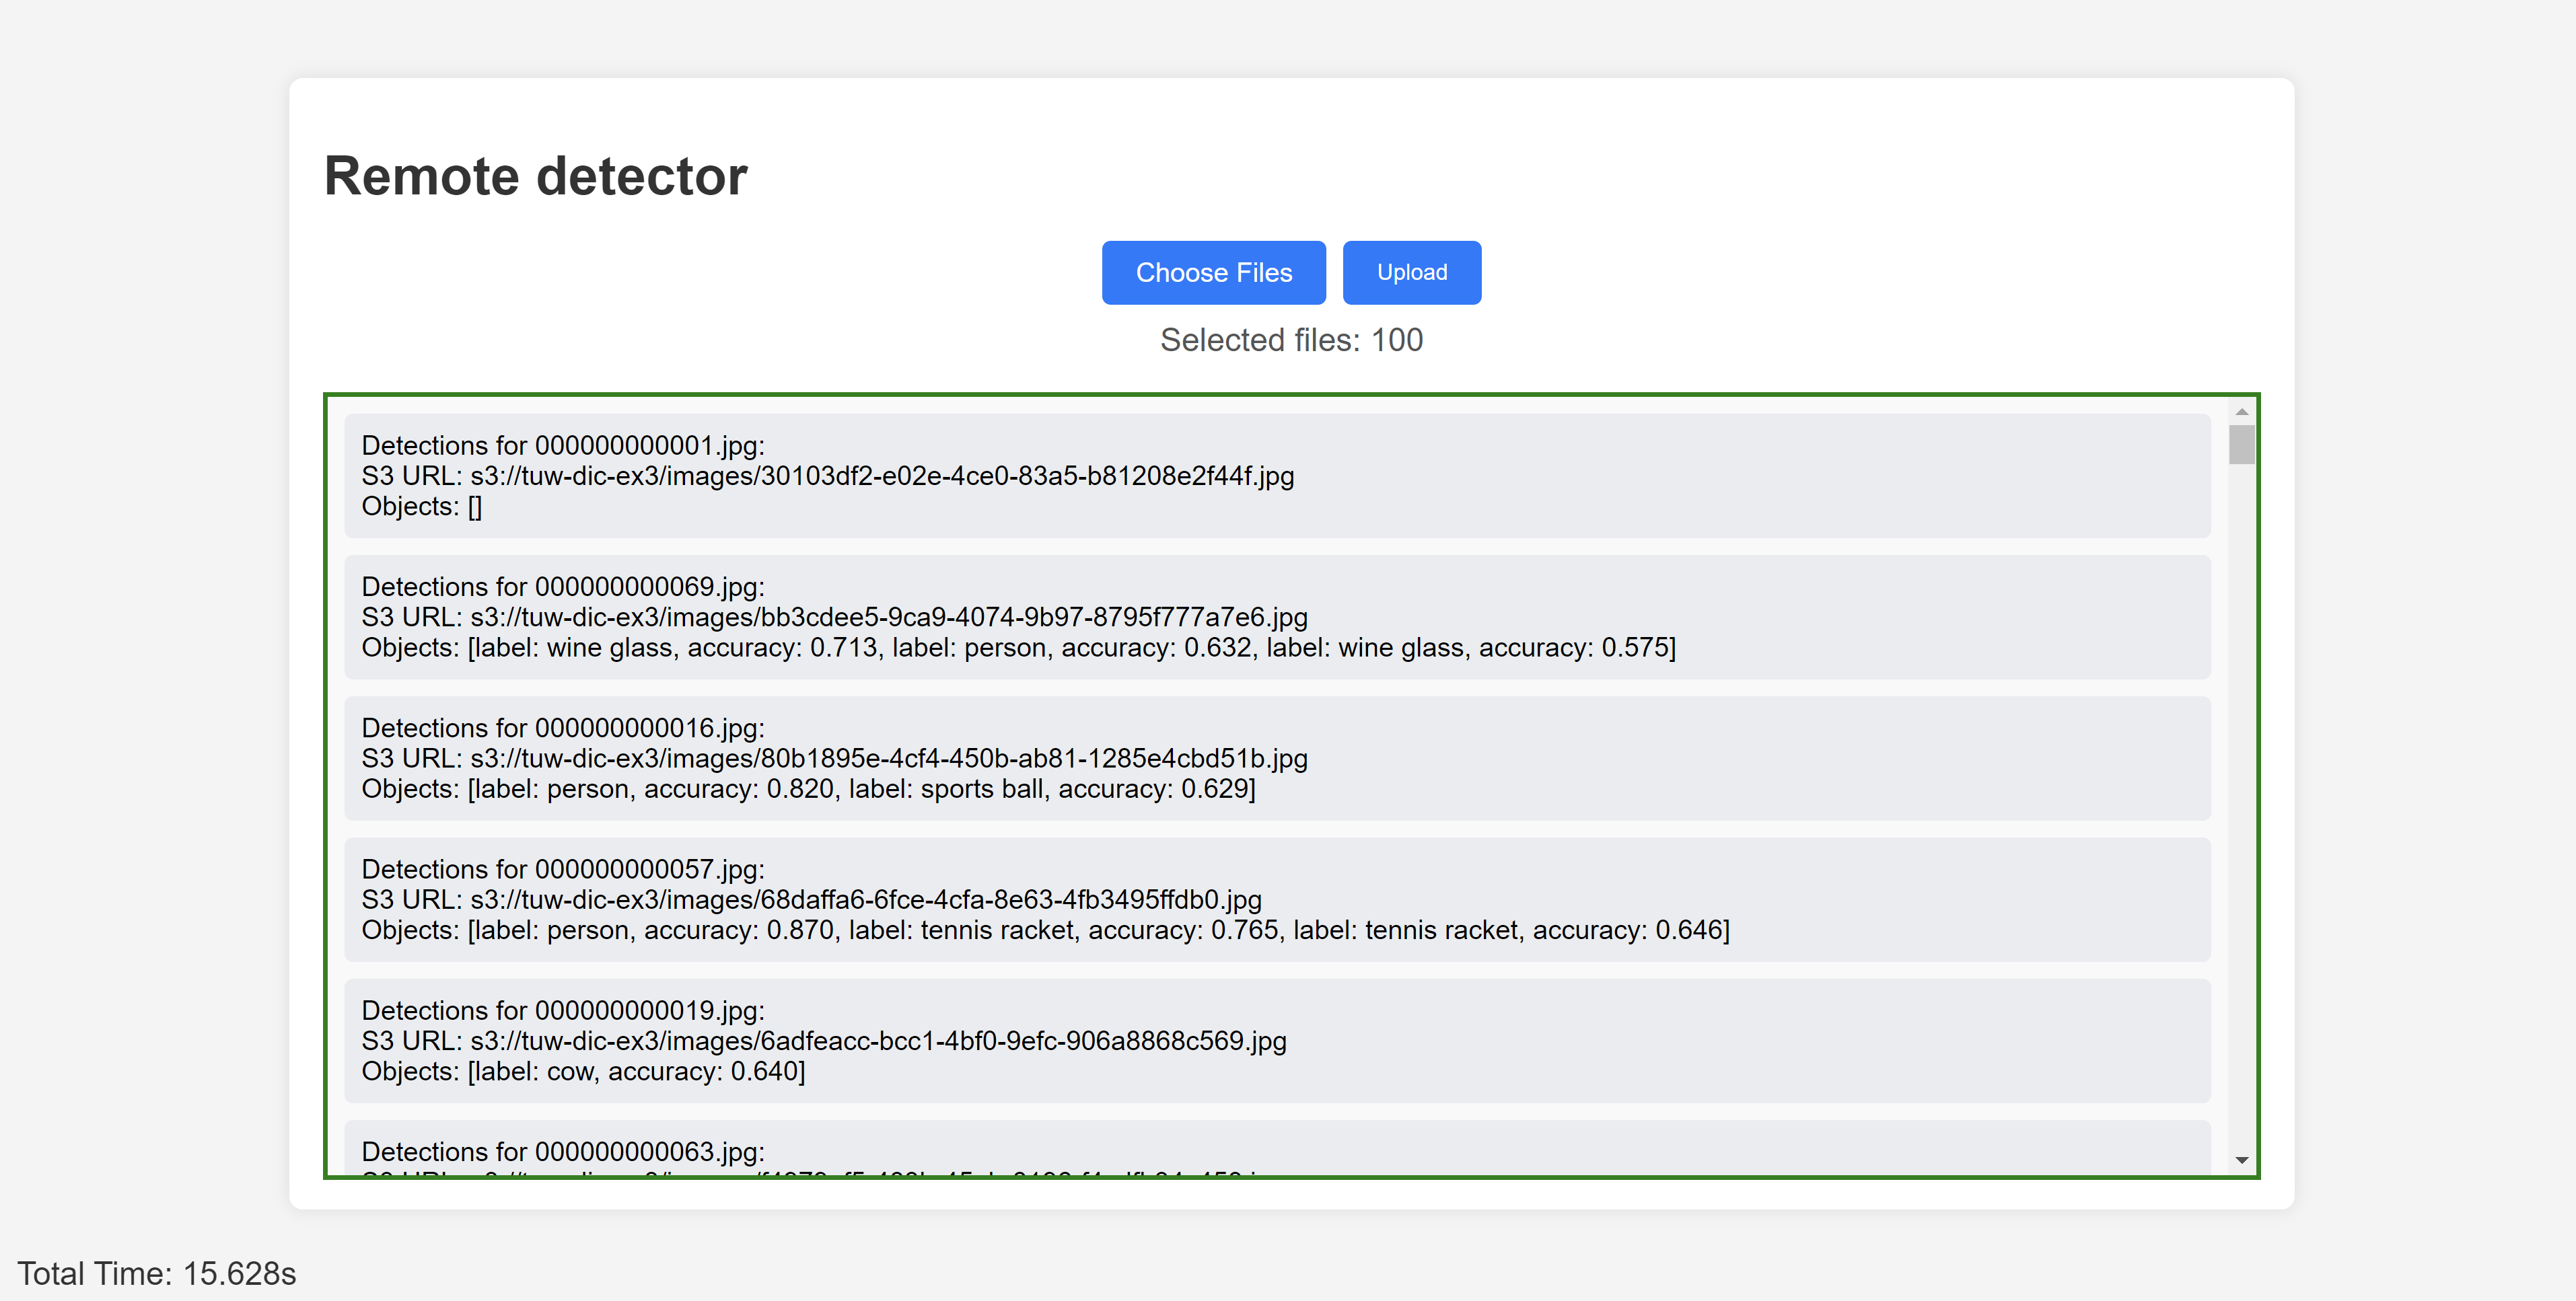 Remote detector
Choose Files
Upload
Selected files: 100
Detections for 000000000001.jpg:
S3 URL: s3://tuw-dic-ex3/images/30103df2-e02e-4ce0-83a5-b81208e2f44f.jpg
Objects: []
Detections for 000000000069.jpg:
S3 URL: s3://tuw-dic-ex3/images/bb3cdee5-9ca9-4074-9b97-8795f777a7e6.jpg
Objects: [label: wine glass, accuracy: 0.713, label: person, accuracy: 0.632, label: wine glass, accuracy: 0.575]
Detections for 000000000016.jpg:
S3 URL: s3://tuw-dic-ex3/images/80b1895e-4cf4-450b-ab81-1285e4cbd51b.jpg
Objects: [label: person, accuracy: 0.820, label: sports ball, accuracy: 0.629]
Detections for 000000000057.jpg:
S3 URL: s3://tuw-dic-ex3/images/68daffa6-6fce-4cfa-8e63-4fb3495ffdb0.jpg
Objects: [label: person, accuracy: 0.870, label: tennis racket, accuracy: 0.765, label: tennis racket, accuracy: 0.646]
Detections for 000000000019.jpg:
S3 URL: s3://tuw-dic-ex3/images/6adfeacc-bcc1-4bf0-9efc-906a8868c569.jpg
Objects: [label: cow, accuracy: 0.640]
Detections for 000000000063.jpg:
Total Time: 15.628s